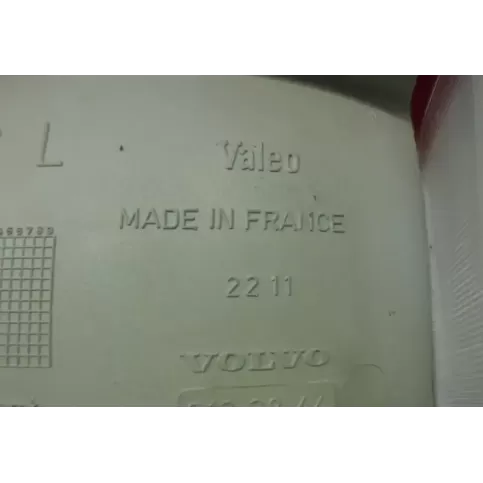 L Valeo
MADE IN FRANCE
22 11
VOLVO